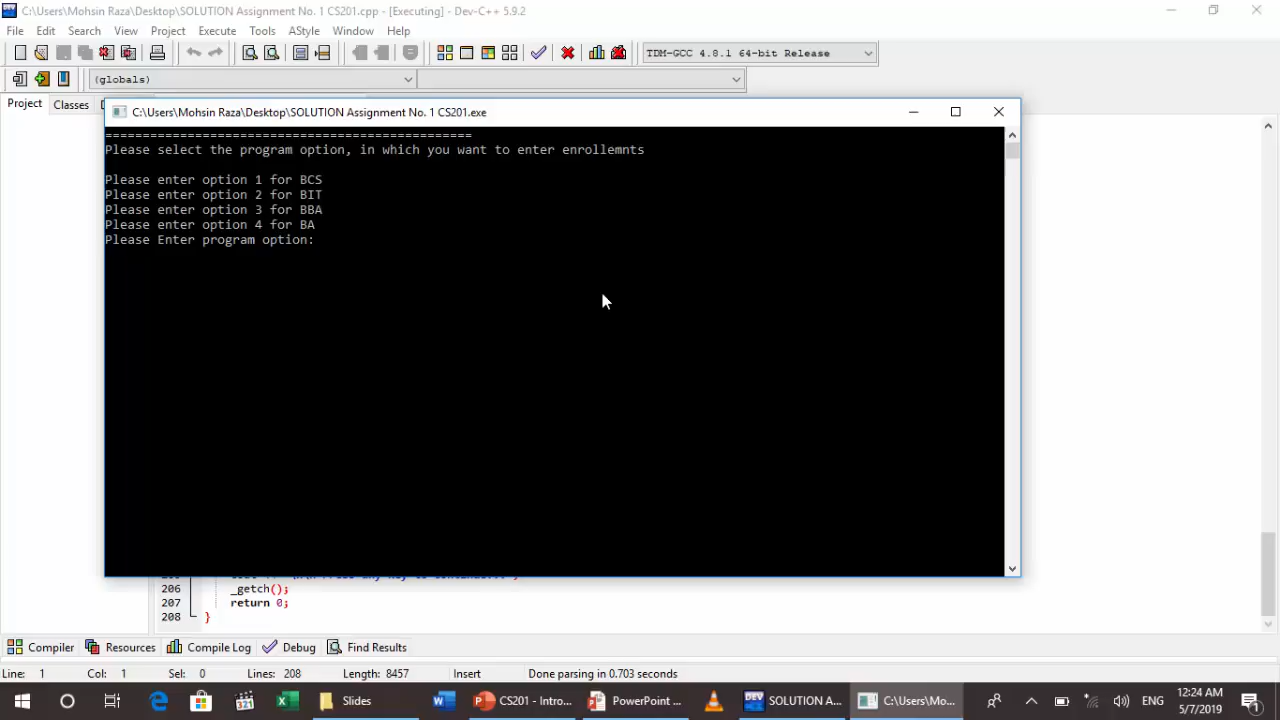 C:\Users\Mohsin Raza\Desktop\SOLUTION Assignment No. 1 CS201.cpp - [Executing] - Dev-C++ 5.9.2
File Edit Search View Project Execute Tools AStyle Window Help
TDM-GCC 4.8.1 64-bit Release
(globals)
Project Classes
C:\Users\Mohsin Raza\Desktop\SOLUTION Assignment No. 1 CS201.exe
=================================================
Please select the program option, in which you want to enter enrollemnts
Please enter option 1 for BCS
Please enter option 2 for BIT
Please enter option 3 for BBA
Please enter option 4 for BA
Please Enter program option:
206 _getch();
207 return 0;
208 }
Compiler Resources Compile Log Debug Find Results
Line: 1 Col: 1 Sel: 0 Lines: 208 Length: 8457 Insert Done parsing in 0.703 seconds
Slides CS201 - Intro... PowerPoint ... SOLUTION A... C:\Users\Mo... ENG 12:24 AM
5/7/2019